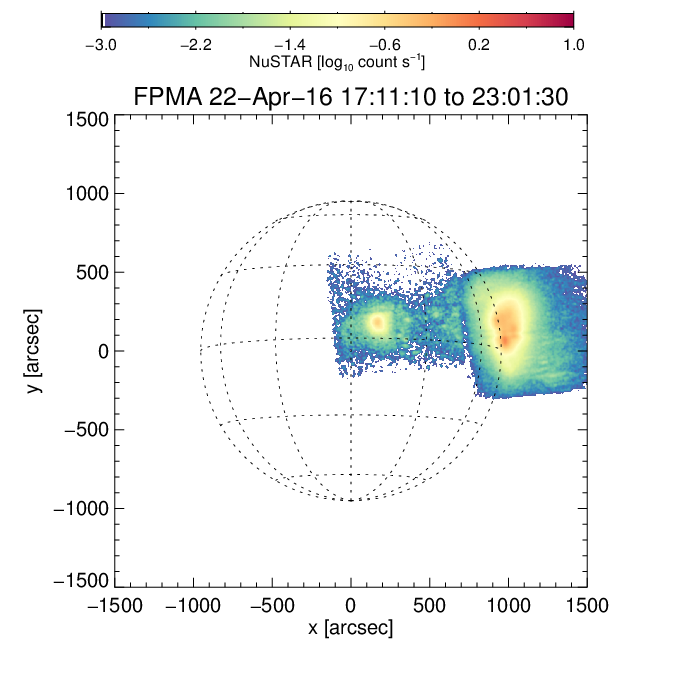 −3.0 −2.2 −1.4 −0.6 0.2 1.0
NuSTAR [log₁₀ count s⁻¹]
FPMA 22−Apr−16 17:11:10 to 23:01:30
1500
1000
500
0
−500
−1000
−1500
y [arcsec]
−1500 −1000 −500 0 500 1000 1500
x [arcsec]